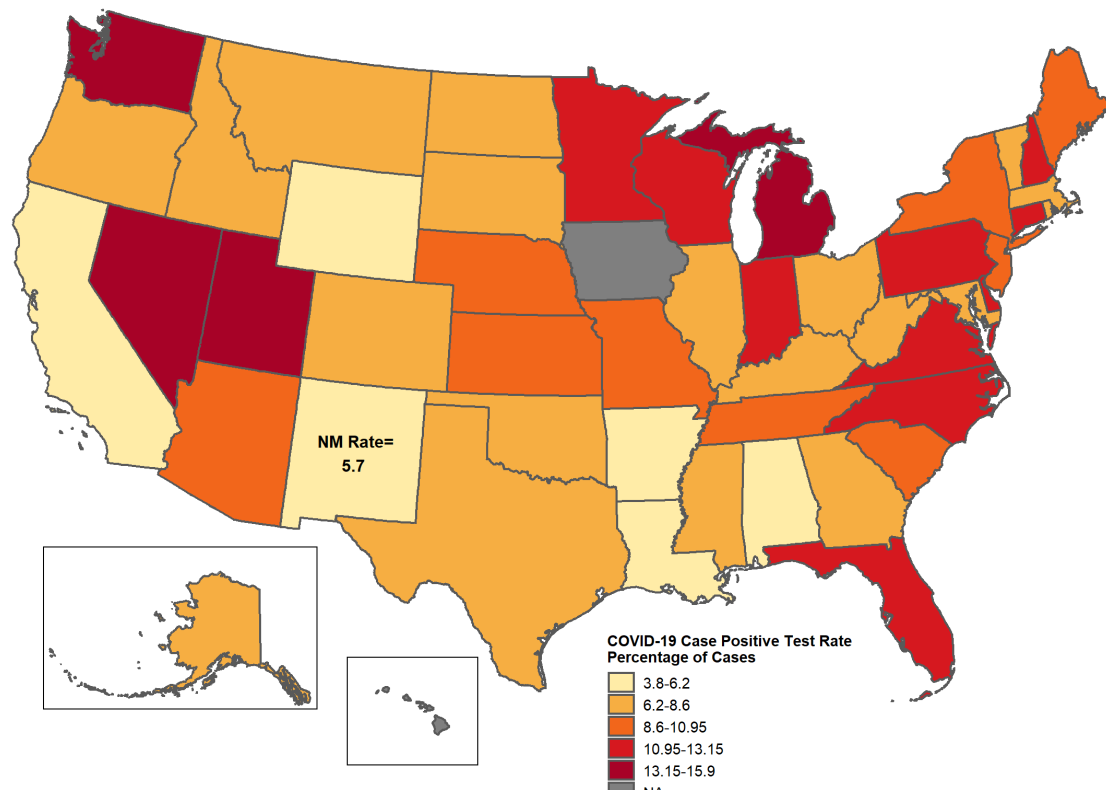 NM Rate=
5.7
COVID-19 Case Positive Test Rate
Percentage of Cases
3.8-6.2
6.2-8.6
8.6-10.95
10.95-13.15
13.15-15.9
NA